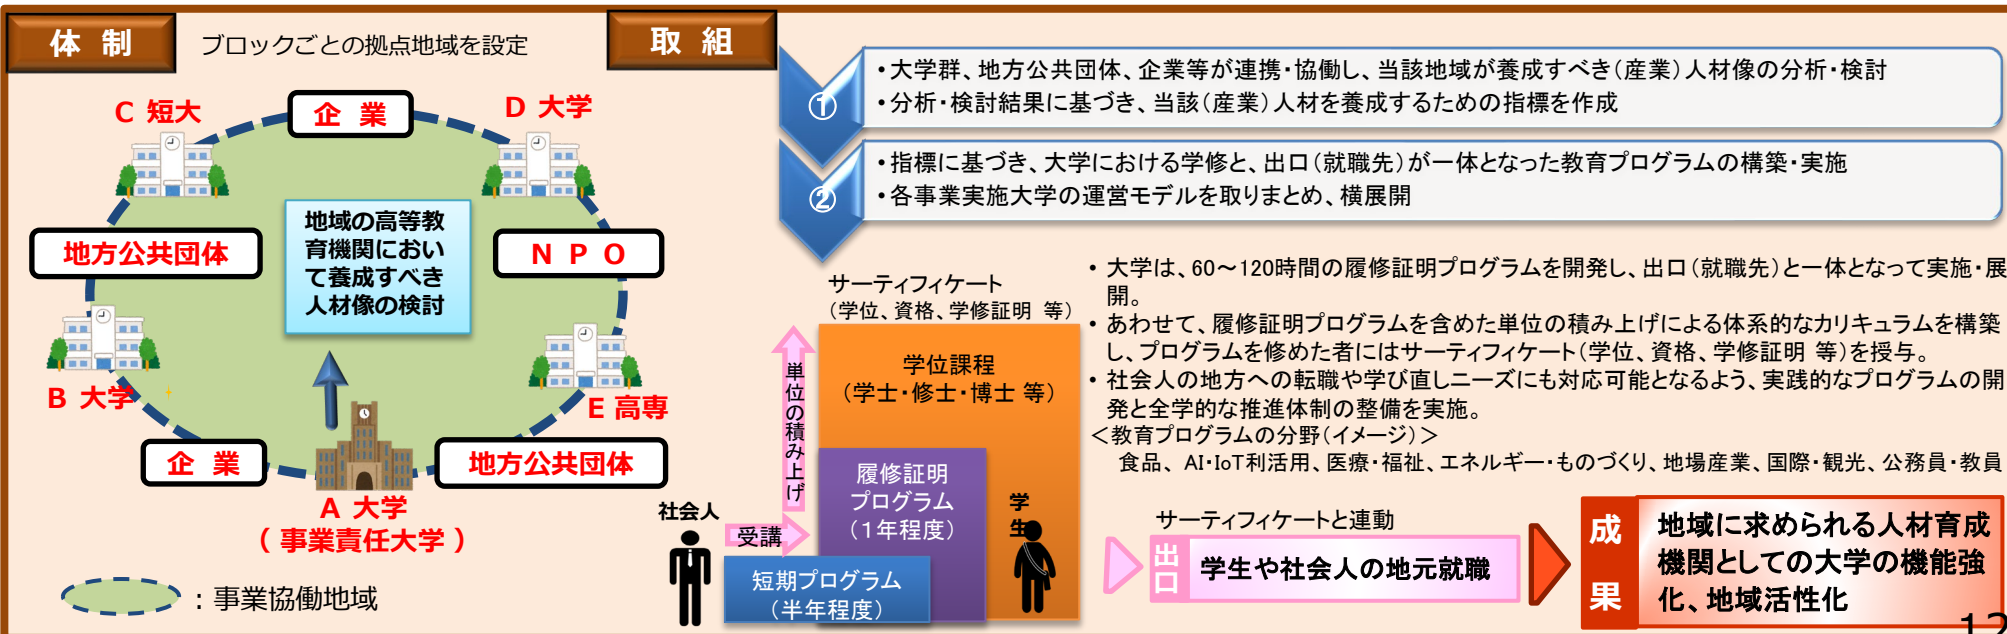 体 制
ブロックごとの拠点地域を設定
C 短大
企 業
D 大学
地方公共団体
地域の高等教
育機関におい
て養成すべき
人材像の検討
N P O
B 大学
E 高専
企 業
地方公共団体
A 大学
( 事業責任大学 )
：事業協働地域
取 組
①
・大学群、地方公共団体、企業等が連携・協働し、当該地域が養成すべき(産業)人材像の分析・検討
・分析・検討結果に基づき、当該(産業)人材を養成するための指標を作成
②
・指標に基づき、大学における学修と、出口(就職先)が一体となった教育プログラムの構築・実施
・各事業実施大学の運営モデルを取りまとめ、横展開
サーティフィケート
(学位、資格、学修証明 等)
単位の積み上げ
学位課程
(学士・修士・博士 等)
履修証明
プログラム
(1年程度)
短期プログラム
(半年程度)
社会人
受講
学生
• 大学は、60～120時間の履修証明プログラムを開発し、出口(就職先)と一体となって実施・展
開。
• あわせて、履修証明プログラムを含めた単位の積み上げによる体系的なカリキュラムを構築
し、プログラムを修めた者にはサーティフィケート(学位、資格、学修証明 等)を授与。
• 社会人の地方への転職や学び直しニーズにも対応可能となるよう、実践的なプログラムの開
発と全学的な推進体制の整備を実施。
＜教育プログラムの分野(イメージ)＞
食品、AI・IoT利活用、医療・福祉、エネルギー・ものづくり、地場産業、国際・観光、公務員・教員
サーティフィケートと連動
出口
学生や社会人の地元就職
成果
地域に求められる人材育成
機関としての大学の機能強
化、地域活性化
12